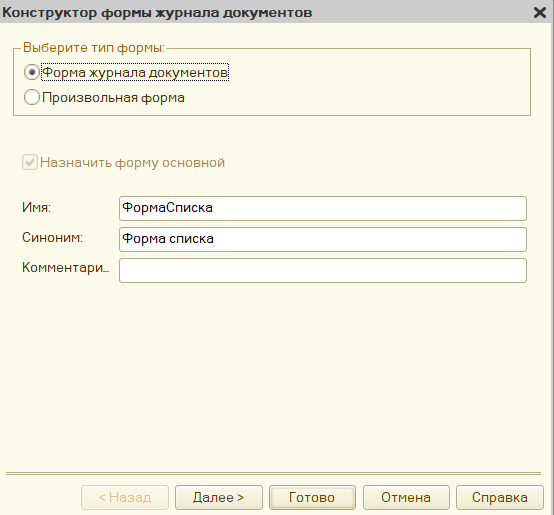 Конструктор формы журнала документов
Выберите тип формы:
Форма журнала документов
Произвольная форма
Назначить форму основной
Имя: ФормаСписка
Синоним: Форма списка
Комментари...
< Назад Далее > Готово Отмена Справка